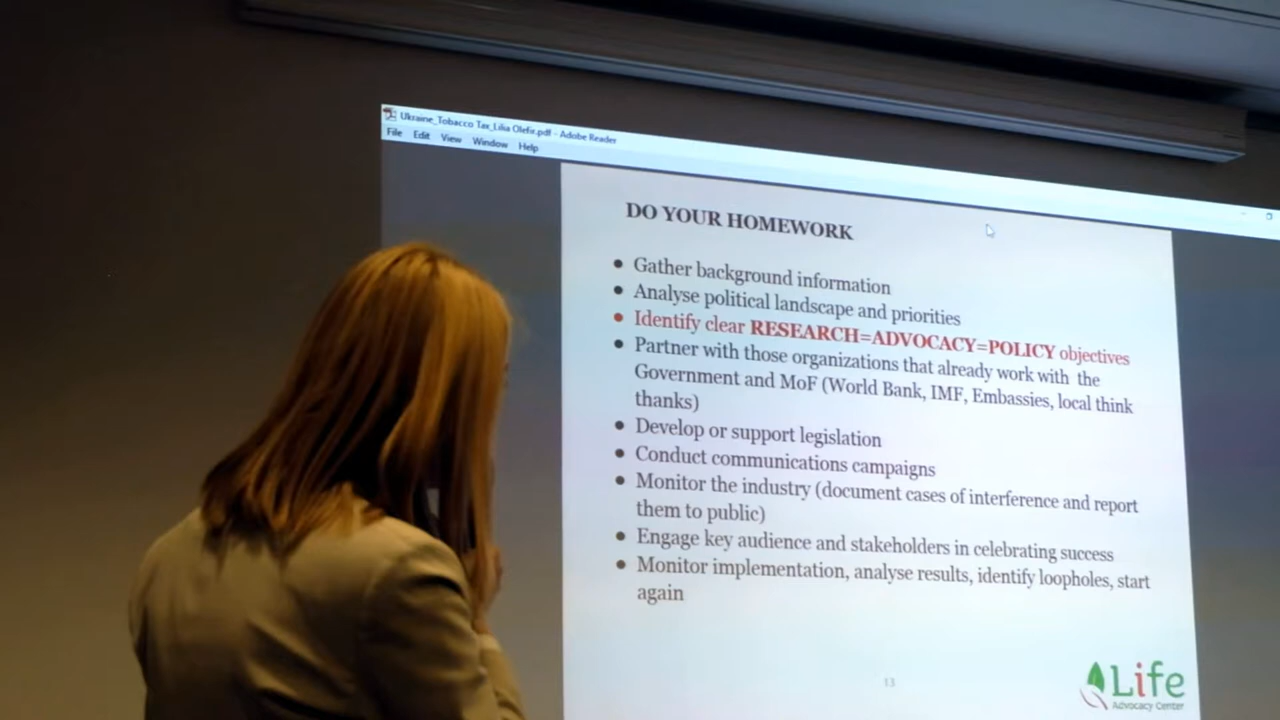 Ukraine_Tobacco Tax_Lilia Olefir.pdf - Adobe Reader
File Edit View Window Help
DO YOUR HOMEWORK
• Gather background information
• Analyse political landscape and priorities
• Identify clear RESEARCH=ADVOCACY=POLICY objectives
• Partner with those organizations that already work with the
Government and MoF (World Bank, IMF, Embassies, local think
thanks)
• Develop or support legislation
• Conduct communications campaigns
• Monitor the industry (document cases of interference and report
them to public)
• Engage key audience and stakeholders in celebrating success
• Monitor implementation, analyse results, identify loopholes, start
again
13
Life
Advocacy Center